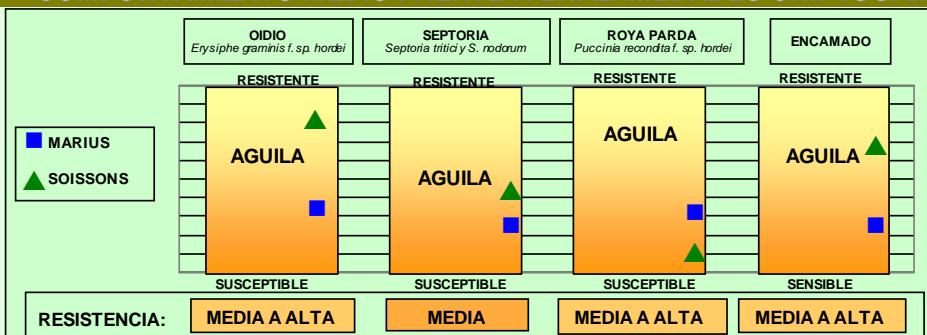 OIDIO
Erysiphe graminis f. sp. hordei
SEPTORIA
Septoria tritici y S. nodorum
ROYA PARDA
Puccinia recondita f. sp. hordei
ENCAMADO
RESISTENTE
RESISTENTE
RESISTENTE
RESISTENTE
MARIUS
SOISSONS
AGUILA
AGUILA
AGUILA
AGUILA
SUSCEPTIBLE
SUSCEPTIBLE
SUSCEPTIBLE
SENSIBLE
RESISTENCIA:
MEDIA A ALTA
MEDIA
MEDIA A ALTA
MEDIA A ALTA